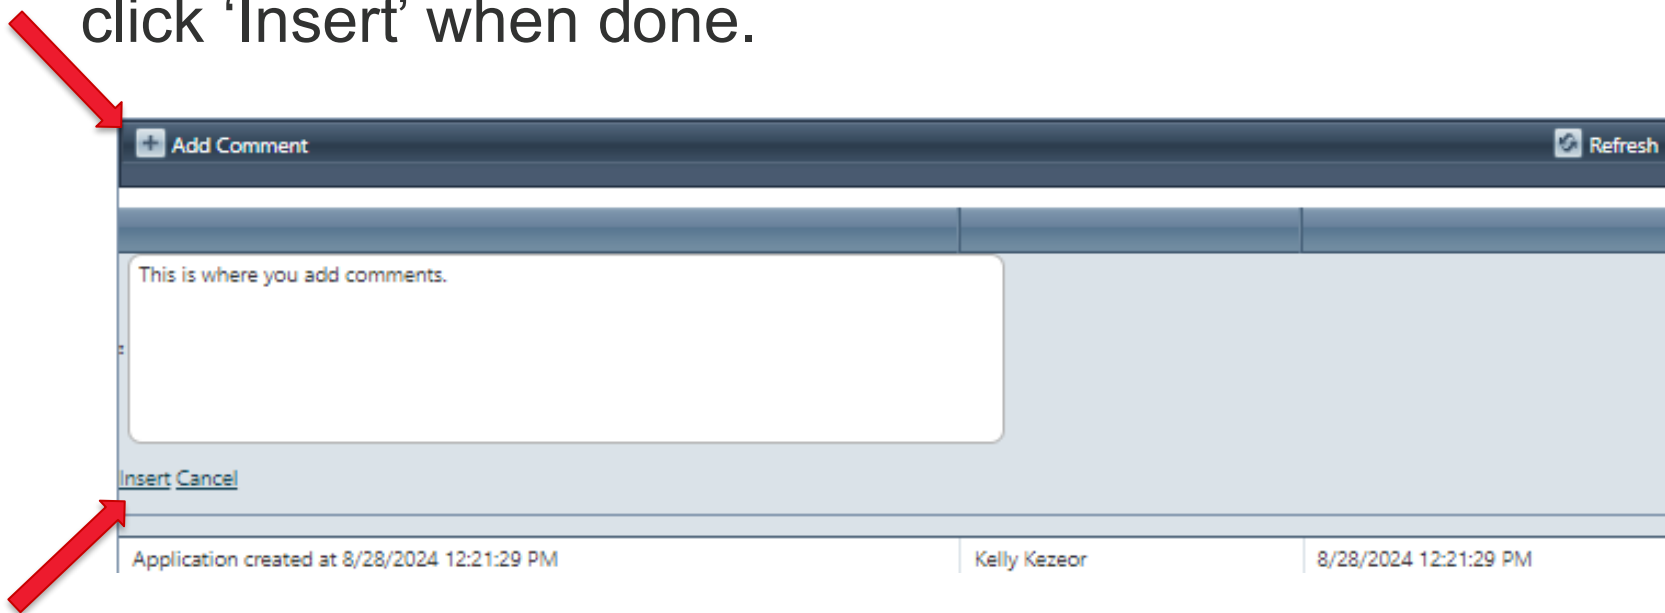 click ‘Insert’ when done.
Add Comment Refresh
This is where you add comments.
Insert Cancel
Application created at 8/28/2024 12:21:29 PM Kelly Kezeor 8/28/2024 12:21:29 PM